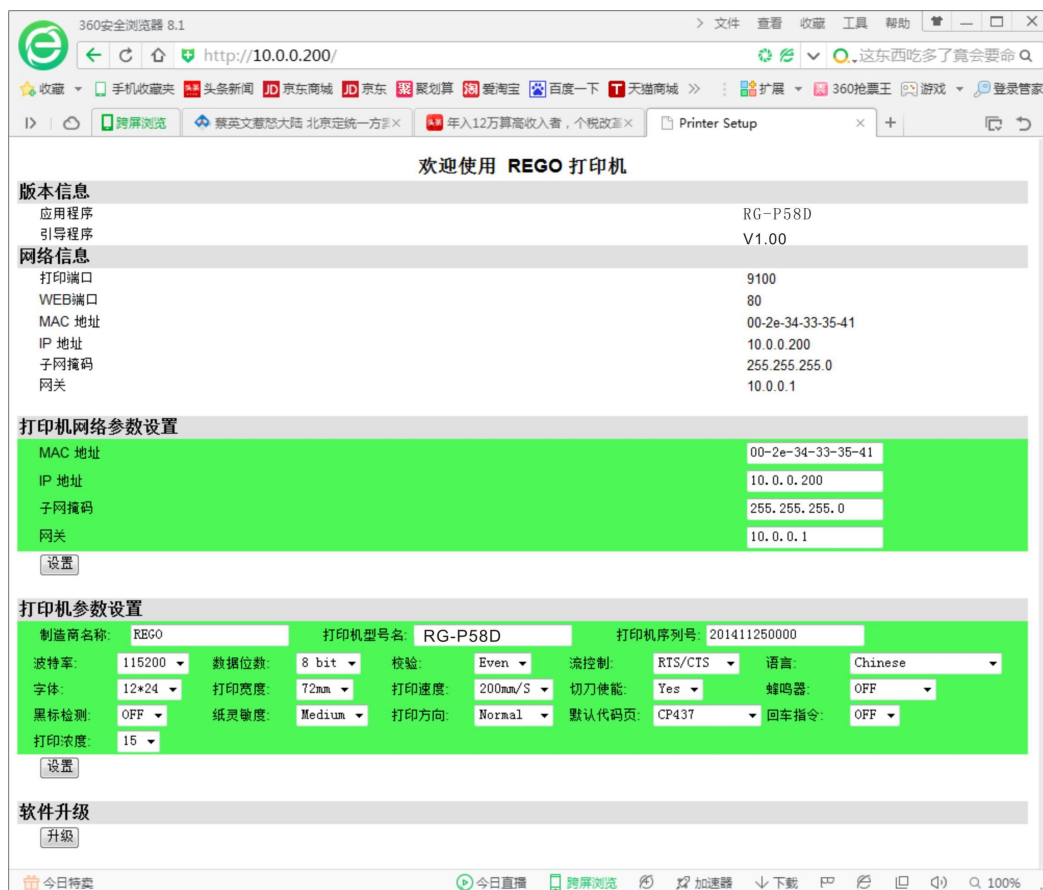 360安全浏览器 8.1 文件 查看 收藏 工具 帮助
http://10.0.0.200/ 这东西吃多了竟会要命
收藏 手机收藏夹 头条新闻 JD 京东商城 JD 京东 聚 聚划算 淘 爱淘宝 百度一下 T 天猫商城 扩展 360抢票王 游戏 登录管家
跨屏浏览 蔡英文惹怒大陆 北京定统一方 年入12万算高收入者，个税改 Printer Setup
欢迎使用 REGO 打印机
版本信息
应用程序 RG-P58D
引导程序 V1.00
网络信息
打印端口 9100
WEB端口 80
MAC 地址 00-2e-34-33-35-41
IP 地址 10.0.0.200
子网掩码 255.255.255.0
网关 10.0.0.1
打印机网络参数设置
MAC 地址 00-2e-34-33-35-41
IP 地址 10.0.0.200
子网掩码 255.255.255.0
网关 10.0.0.1
设置
打印机参数设置
制造商名称: REGO 打印机型号名: RG-P58D 打印机序列号: 201411250000
波特率: 115200 数据位数: 8 bit 校验: Even 流控制: RTS/CTS 语言: Chinese
字体: 12*24 打印宽度: 72mm 打印速度: 200mm/S 切刀使能: Yes 蜂鸣器: OFF
黑标检测: OFF 纸灵敏度: Medium 打印方向: Normal 默认代码页: CP437 回车指令: OFF
打印浓度: 15
设置
软件升级
升级
今日特卖 今日直播 跨屏浏览 加速器 下载 100%